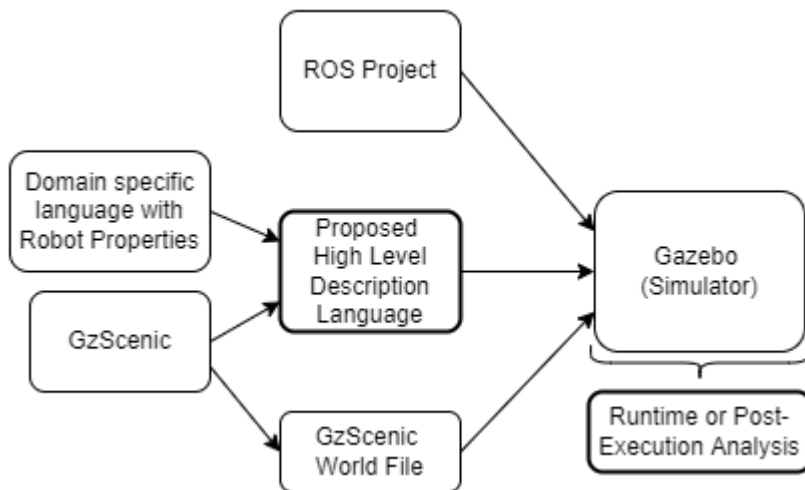 ROS Project
Domain specific
language with
Robot Properties
Proposed
High Level
Description
Language
Gazebo
(Simulator)
GzScenic
GzScenic
World File
Runtime or Post-
Execution Analysis